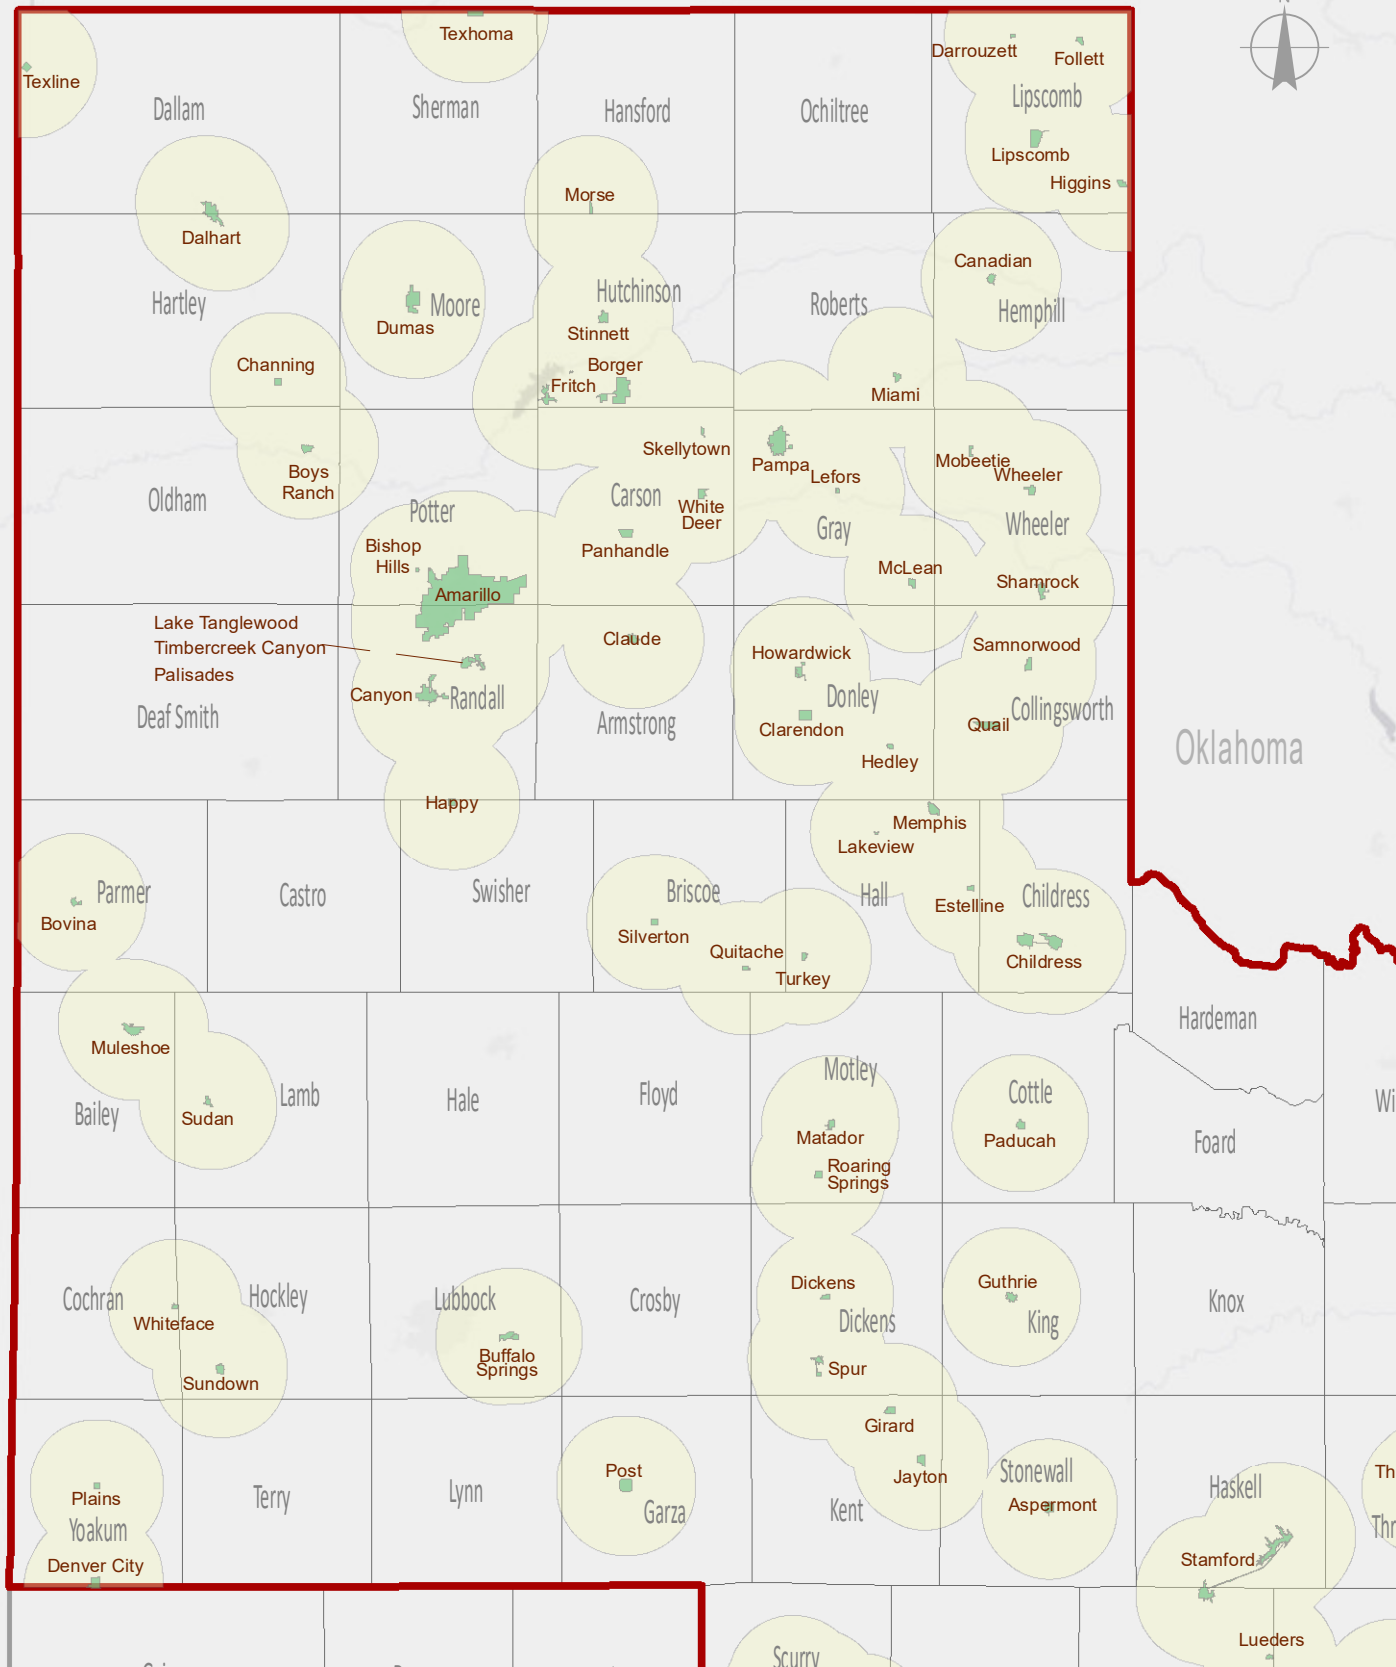 N
Texhoma
Darrouzett
Follett
Texline
Dallam
Sherman
Hansford
Ochiltree
Lipscomb
Lipscomb
Higgins
Morse
Dalhart
Canadian
Hartley
Moore
Dumas
Hutchinson
Stinnett
Roberts
Hemphill
Channing
Borger
Fritch
Miami
Skellytown
Pampa
Lefors
Mobeetie
Wheeler
Boys
Ranch
Oldham
Potter
Carson
White
Deer
Gray
Wheeler
Bishop
Hills
Panhandle
McLean
Shamrock
Amarillo
Lake Tanglewood
Timbercreek Canyon
Palisades
Claude
Howardwick
Samnorwood
Canyon
Randall
Donley
Collingsworth
Deaf Smith
Armstrong
Clarendon
Quail
Hedley
Oklahoma
Happy
Memphis
Lakeview
Parmer
Castro
Swisher
Briscoe
Hall
Childress
Bovina
Silverton
Estelline
Quitache
Turkey
Childress
Hardeman
Muleshoe
Motley
Cottle
Lamb
Hale
Floyd
Bailey
Sudan
Wi
Matador
Paducah
Foard
Roaring
Springs
Cochran
Hockley
Lubbock
Crosby
Dickens
Guthrie
Knox
Whiteface
Dickens
King
Buffalo
Springs
Sundown
Spur
Girard
Post
Jayton
Stonewall
Th
Plains
Terry
Lynn
Garza
Kent
Aspermont
Haskell
Yoakum
Thr
Denver City
Stamford
Lueders
Scurry